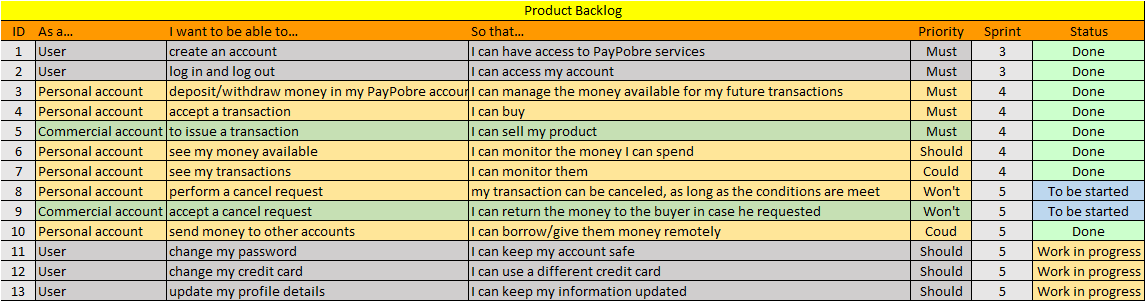 Product Backlog
ID As a... I want to be able to... So that... Priority Sprint Status
1 User create an account I can have access to PayPobre services Must 3 Done
2 User log in and log out I can access my account Must 3 Done
3 Personal account deposit/withdraw money in my PayPobre accour I can manage the money available for my future transactions Must 4 Done
4 Personal account accept a transaction I can buy Must 4 Done
5 Commercial account to issue a transaction I can sell my product Must 4 Done
6 Personal account see my money available I can monitor the money I can spend Should 4 Done
7 Personal account see my transactions I can monitor them Could 4 Done
8 Personal account perform a cancel request my transaction can be canceled, as long as the conditions are meet Won't 5 To be started
9 Commercial account accept a cancel request I can return the money to the buyer in case he requested Won't 5 To be started
10 Personal account send money to other accounts I can borrow/give them money remotely Coud 5 Done
11 User change my password I can keep my account safe Should 5 Work in progress
12 User change my credit card I can use a different credit card Should 5 Work in progress
13 User update my profile details I can keep my information updated Should 5 Work in progress